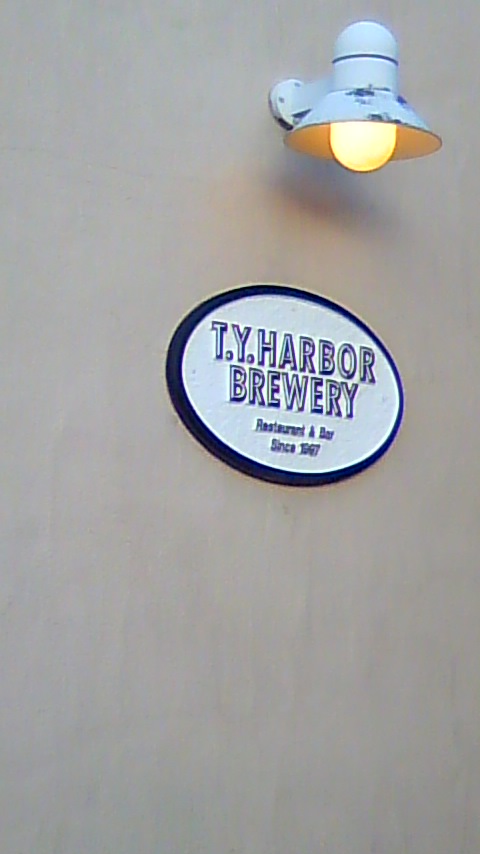 T.Y.HARBOR
BREWERY
Restaurant & Bar
Since 1997